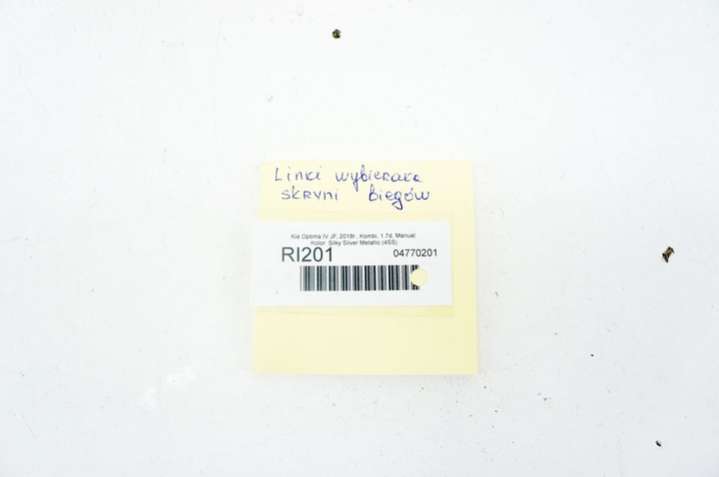 Linki wybieraka
skrzyni biegów
Kia Optima IV JF, 2016r., Kombi, 1.7d, Manual,
Kolor: Silky Silver Metallic (4SS)
RI201 04770201